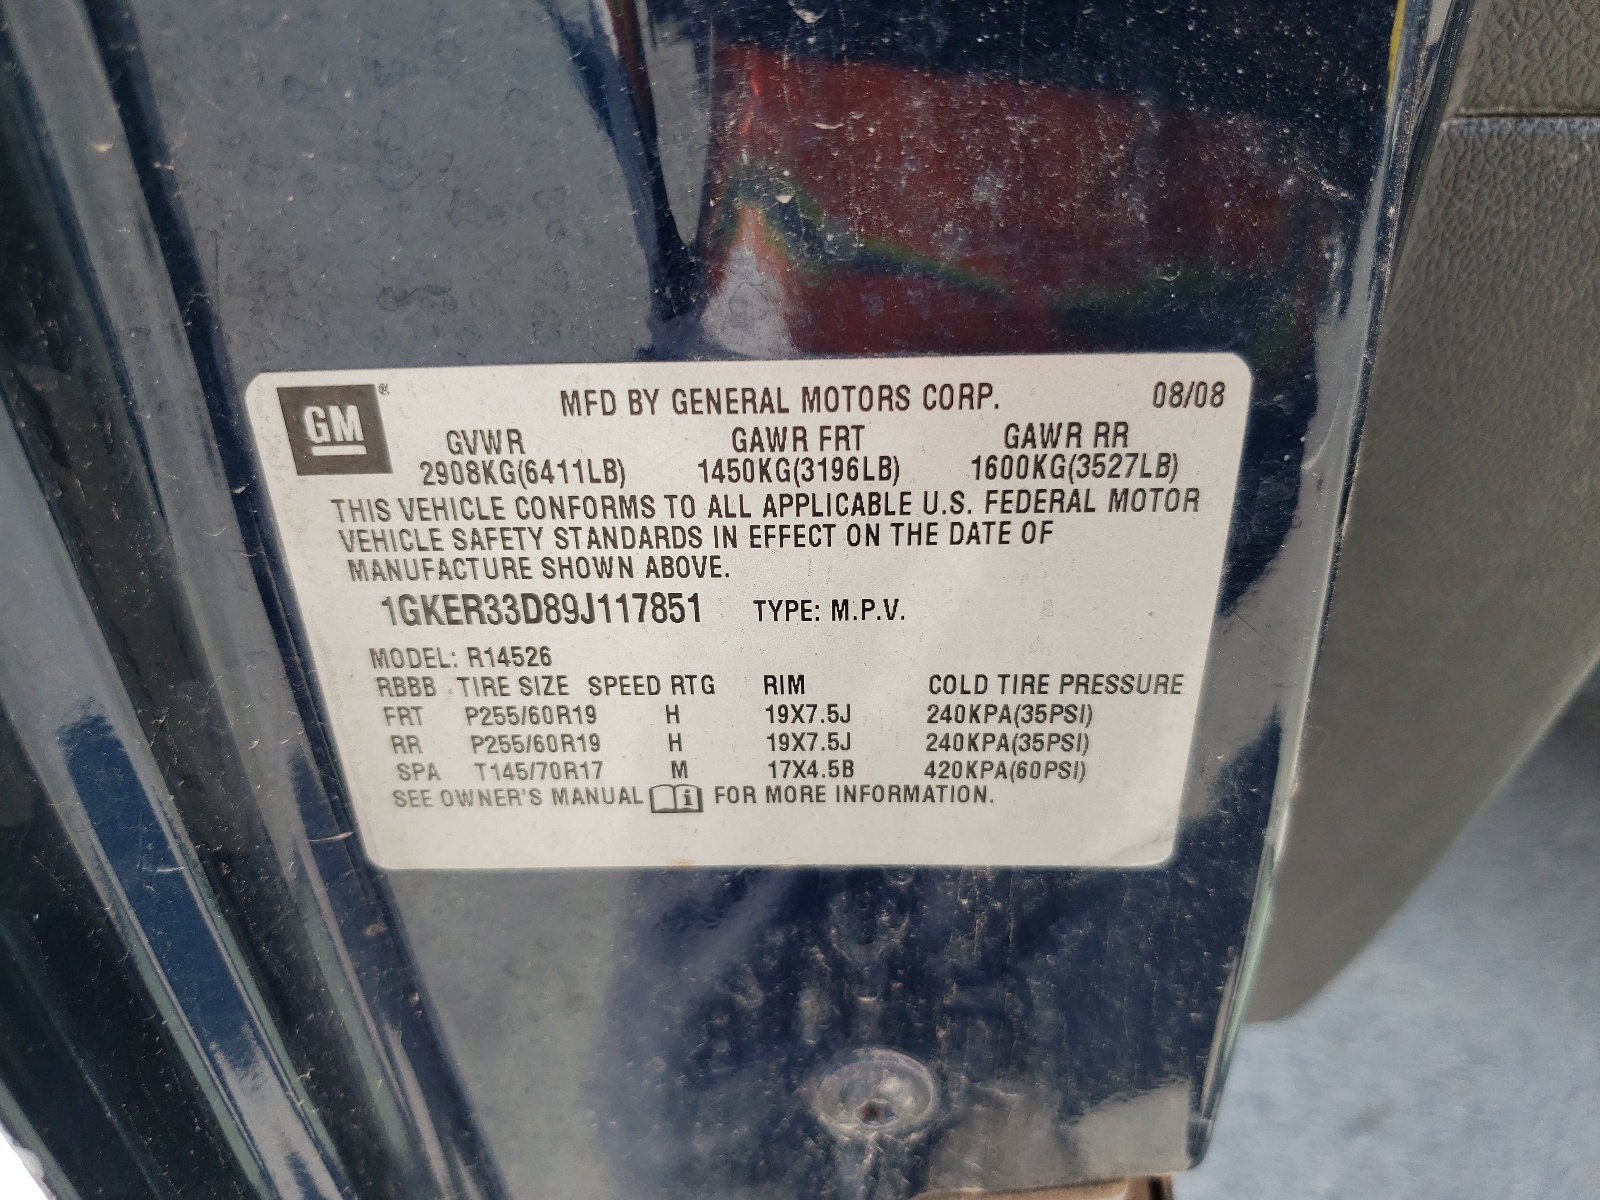 GM ®
MFD BY GENERAL MOTORS CORP. 08/08
GVWR GAWR FRT GAWR RR
2908KG(6411LB) 1450KG(3196LB) 1600KG(3527LB)
THIS VEHICLE CONFORMS TO ALL APPLICABLE U.S. FEDERAL MOTOR
VEHICLE SAFETY STANDARDS IN EFFECT ON THE DATE OF
MANUFACTURE SHOWN ABOVE.
1GKER33D89J117851 TYPE: M.P.V.
MODEL: R14526
RBBB TIRE SIZE SPEED RTG RIM COLD TIRE PRESSURE
FRT P255/60R19 H 19X7.5J 240KPA(35PSI)
RR P255/60R19 H 19X7.5J 240KPA(35PSI)
SPA T145/70R17 M 17X4.5B 420KPA(60PSI)
SEE OWNER'S MANUAL i FOR MORE INFORMATION.